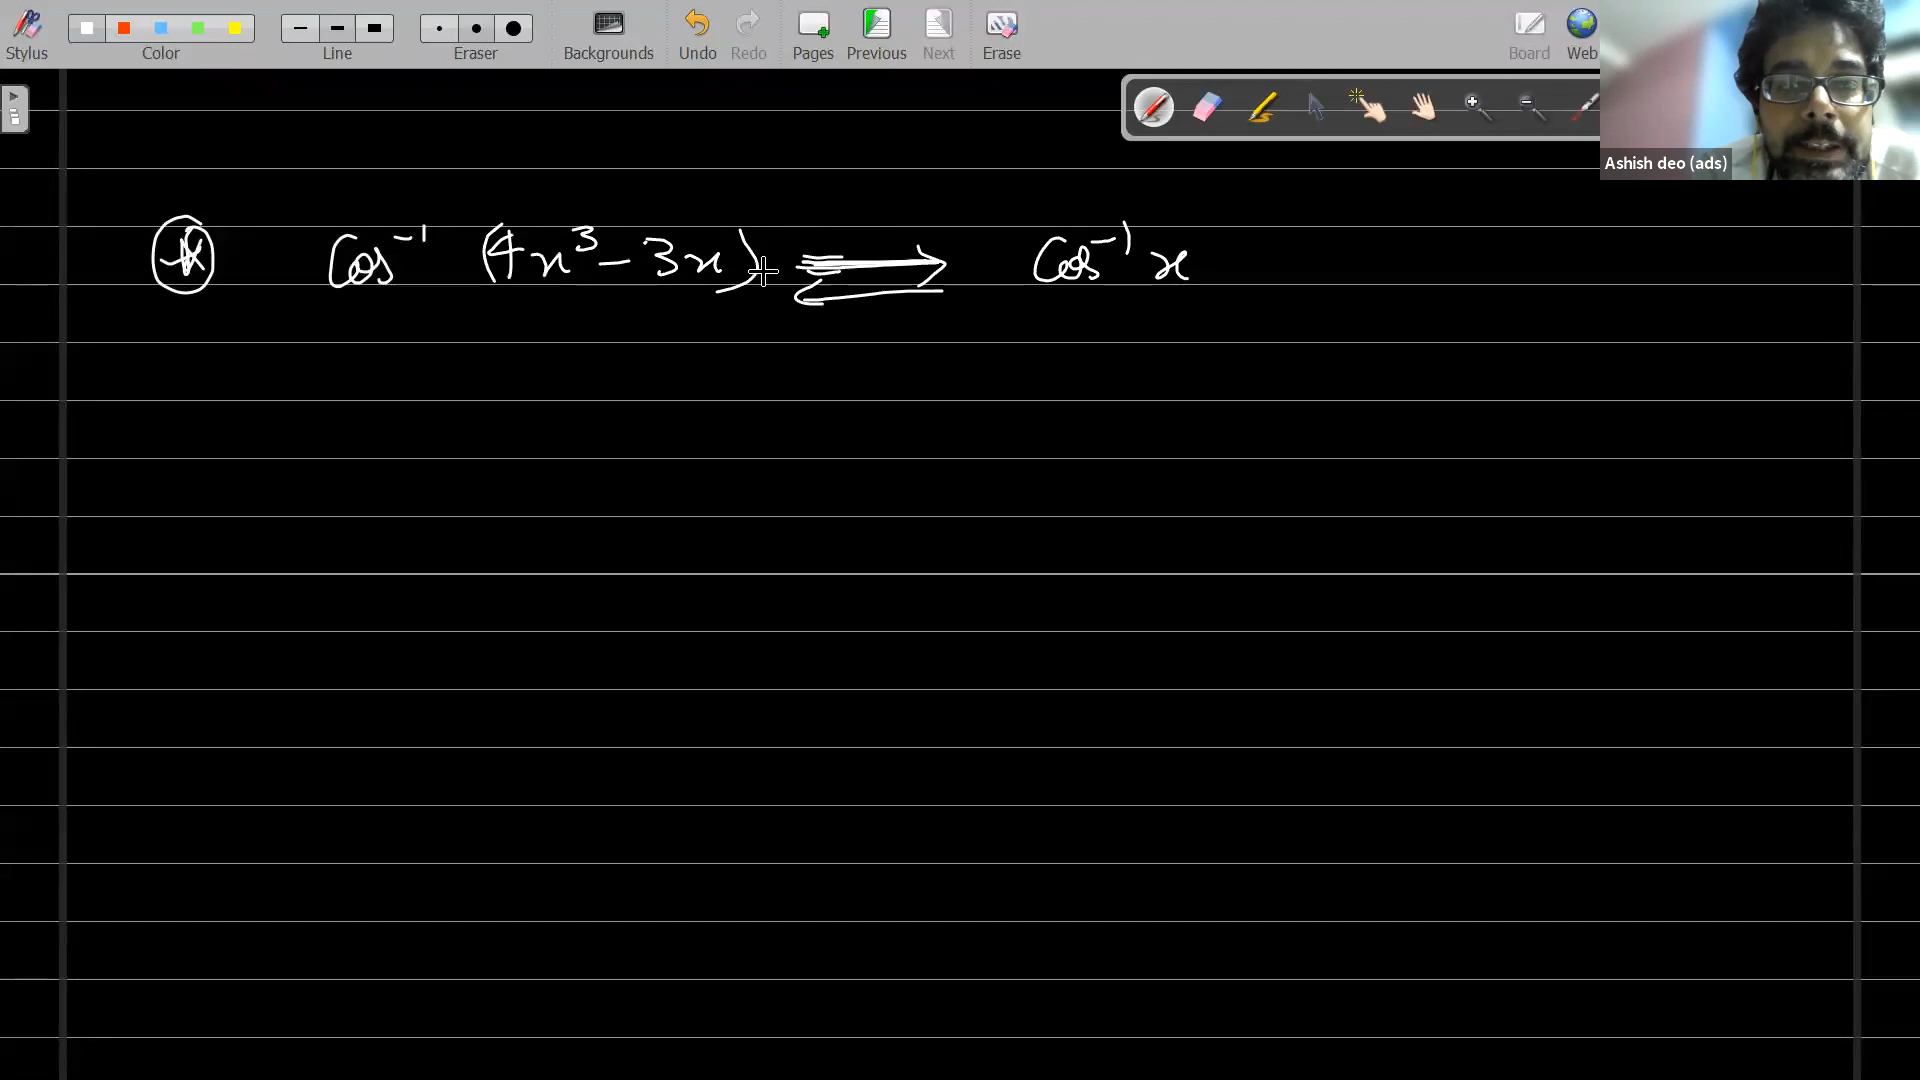 Stylus Color Line Eraser Backgrounds Undo Redo Pages Previous Next Erase Board Web
Ashish deo (ads)
Cos⁻¹ (4x³ - 3x) ⇌ Cos⁻¹ x